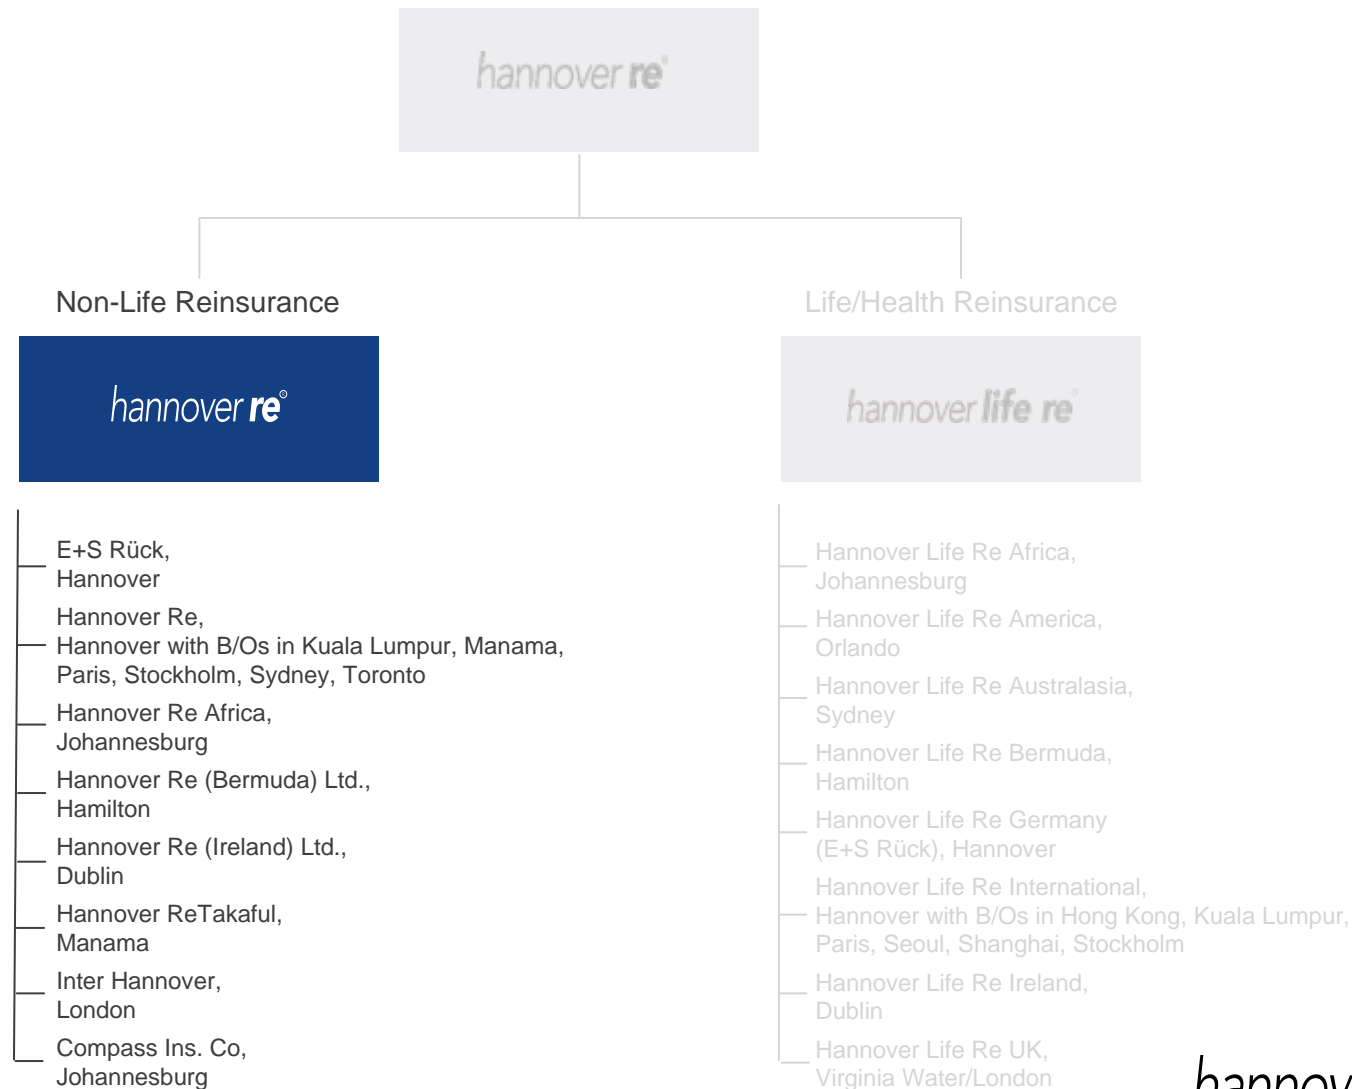 hannover re
Non-Life Reinsurance
hannover re®
E+S Rück,
Hannover
Hannover Re,
Hannover with B/Os in Kuala Lumpur, Manama,
Paris, Stockholm, Sydney, Toronto
Hannover Re Africa,
Johannesburg
Hannover Re (Bermuda) Ltd.,
Hamilton
Hannover Re (Ireland) Ltd.,
Dublin
Hannover ReTakaful,
Manama
Inter Hannover,
London
Compass Ins. Co,
Johannesburg
Life/Health Reinsurance
hannover life re
Hannover Life Re Africa,
Johannesburg
Hannover Life Re America,
Orlando
Hannover Life Re Australasia,
Sydney
Hannover Life Re Bermuda,
Hamilton
Hannover Life Re Germany
(E+S Rück), Hannover
Hannover Life Re International,
Hannover with B/Os in Hong Kong, Kuala Lumpur,
Paris, Seoul, Shanghai, Stockholm
Hannover Life Re Ireland,
Dublin
Hannover Life Re UK,
Virginia Water/London